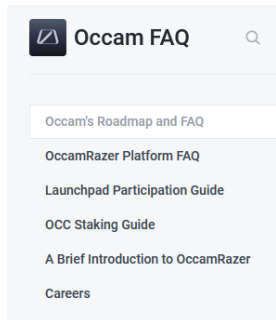 Occam FAQ
Occam's Roadmap and FAQ
OccamRazer Platform FAQ
Launchpad Participation Guide
OCC Staking Guide
A Brief Introduction to OccamRazer
Careers